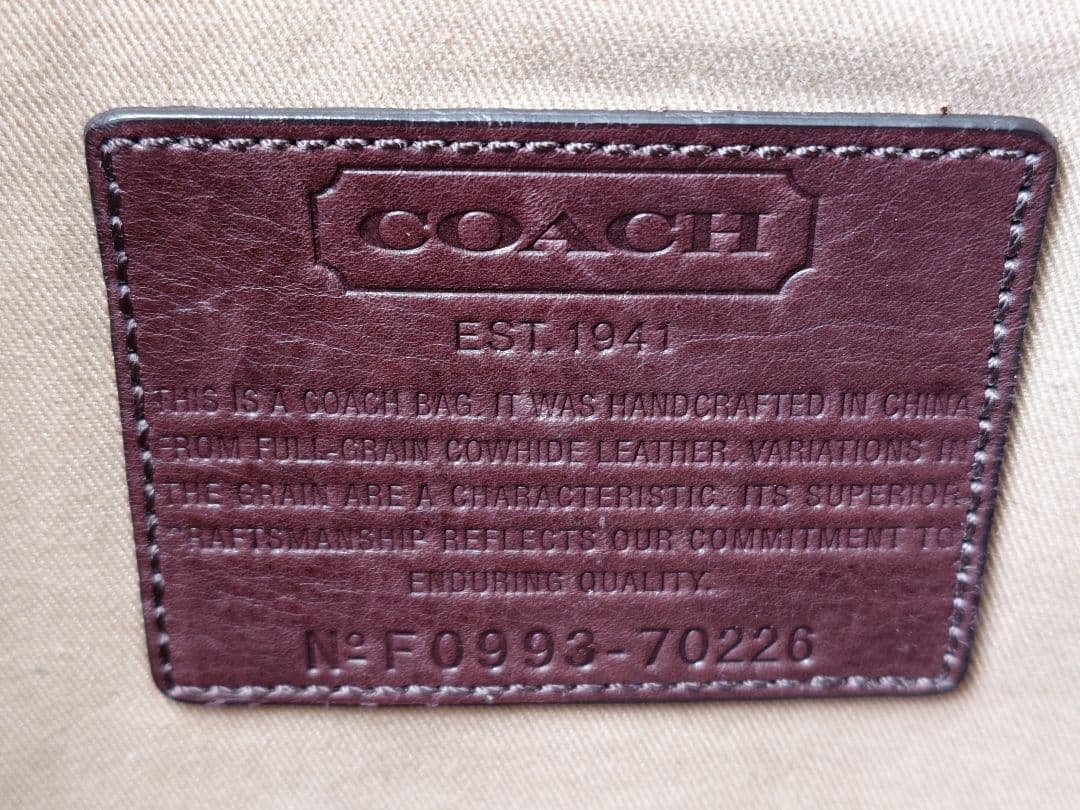 COACH
EST. 1941
THIS IS A COACH BAG. IT WAS HANDCRAFTED IN CHINA
FROM FULL-GRAIN COWHIDE LEATHER. VARIATIONS IN
THE GRAIN ARE A CHARACTERISTIC. ITS SUPERIOR
CRAFTSMANSHIP REFLECTS OUR COMMITMENT TO
ENDURING QUALITY.
Nº F0993-70226